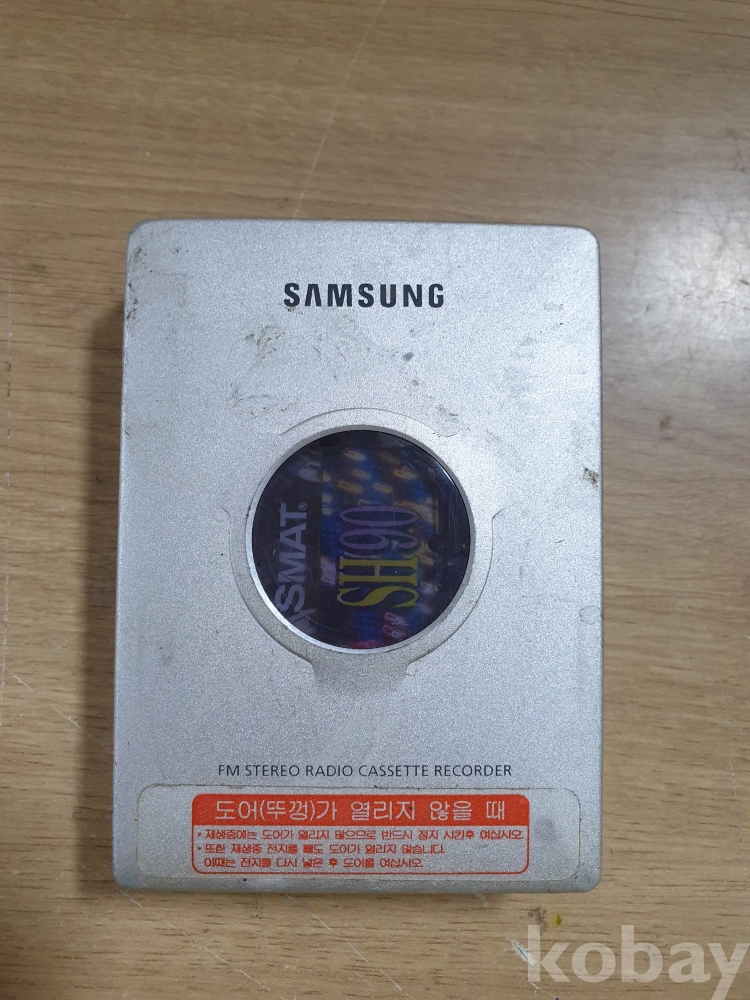 SAMSUNG
SMAT
SH90
FM STEREO RADIO CASSETTE RECORDER
도어(뚜껑)가 열리지 않을 때
• 재생중에는 도어가 열리지 않으므로 반드시 정지 시킨후 여십시오.
• 또한 재생중 전지를 빼도 도어가 열리지 않습니다.
이때는 전지를 다시 넣은 후 도어를 여십시오.
kobay